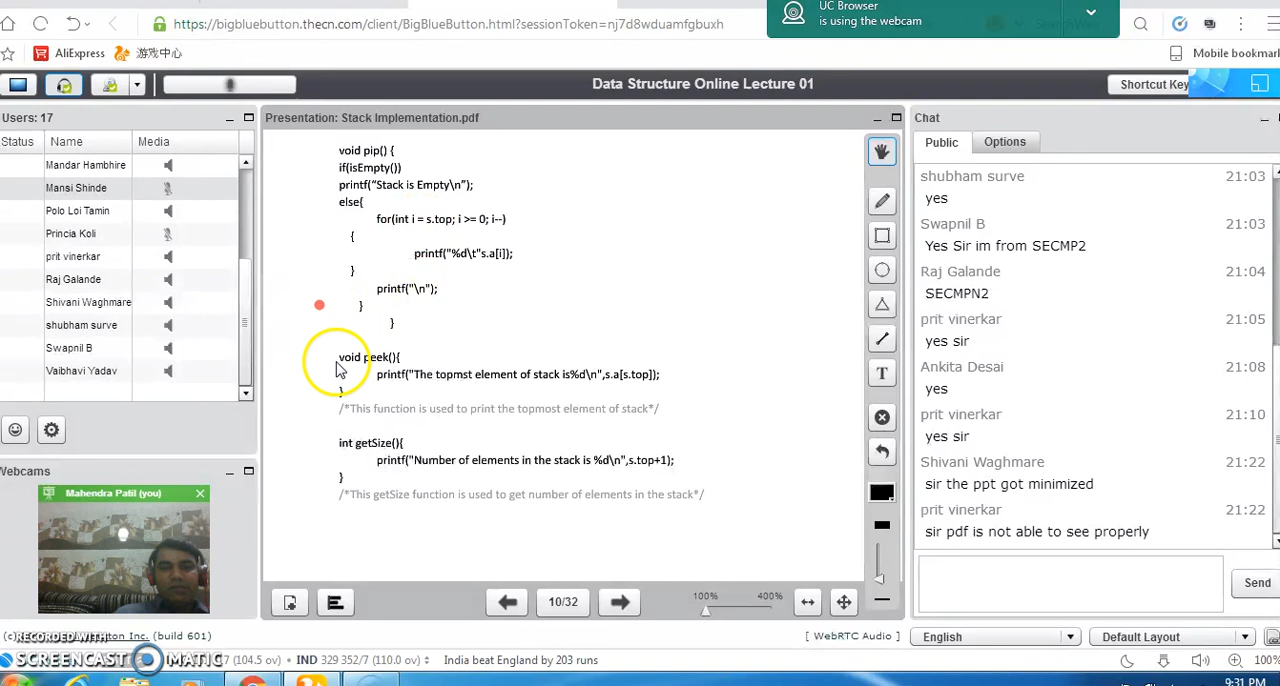 https://bigbluebutton.thecn.com/client/BigBlueButton.html?sessionToken=nj7d8wduamfgbuxh
UC Browser
is using the webcam
AliExpress
游戏中心
Mobile bookmar
Data Structure Online Lecture 01
Shortcut Key
Users: 17
Status Name Media
Mandar Hambhire
Mansi Shinde
Polo Loi Tamin
Princia Koli
prit vinerkar
Raj Galande
Shivani Waghmare
shubham surve
Swapnil B
Vaibhavi Yadav
Webcams
Mahendra Patil (you)
Presentation: Stack Implementation.pdf
void pip() {
if(isEmpty())
printf(“Stack is Empty\n”);
else{
for(int i = s.top; i >= 0; i--)
{
printf("%d\t"s.a[i]);
}
printf("\n");
}
}
void peek(){
printf("The topmst element of stack is%d\n",s.a[s.top]);
}
/*This function is used to print the topmost element of stack*/
int getSize(){
printf("Number of elements in the stack is %d\n",s.top+1);
}
/*This getSize function is used to get number of elements in the stack*/
T
10/32
100% 400%
Chat
Public Options
shubham surve 21:03
yes
Swapnil B 21:03
Yes Sir im from SECMP2
Raj Galande 21:04
SECMPN2
prit vinerkar 21:05
yes sir
Ankita Desai 21:08
yes
prit vinerkar 21:10
yes sir
Shivani Waghmare 21:22
sir the ppt got minimized
prit vinerkar 21:22
sir pdf is not able to see properly
Send
Inc. (build 601)
[ WebRTC Audio ]
English
Default Layout
RECORDED WITH
SCREENCAST MATIC
(104.5 ov) • IND 329 352/7 (110.0 ov)
India beat England by 203 runs
100%
9:31 PM